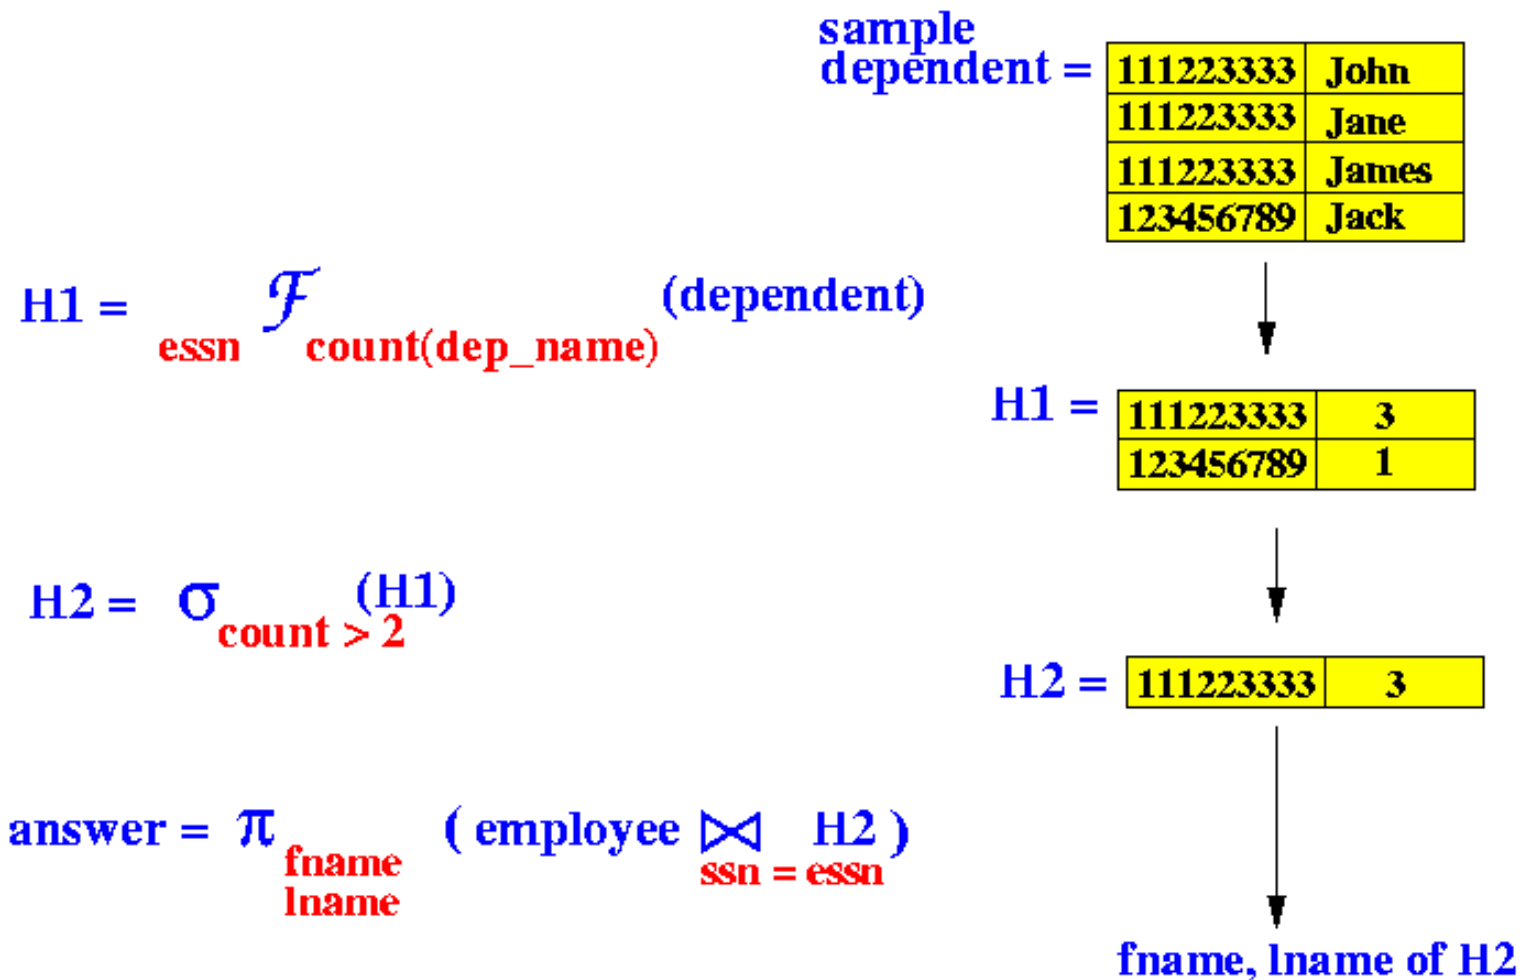 sample
dependent =
111223333 John
111223333 Jane
111223333 James
123456789 Jack
H1 = essn ℱ count(dep_name) (dependent)
H1 =
111223333 3
123456789 1
H2 = σ count > 2 (H1)
H2 =
111223333 3
answer = π fname lname ( employee ⋈ ssn = essn H2 )
fname, lname of H2